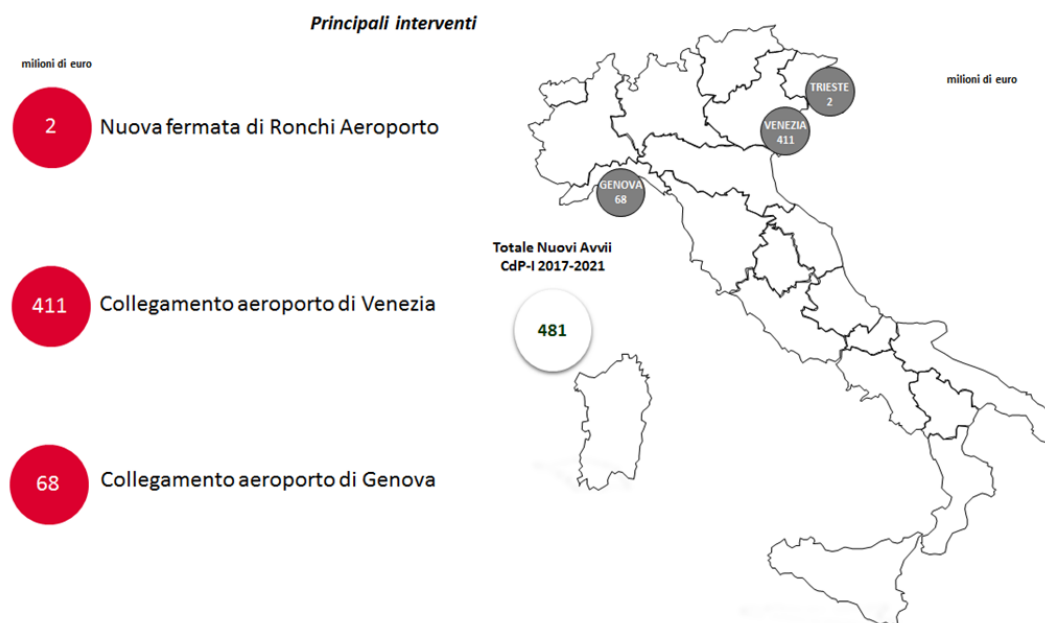 Principali interventi
milioni di euro
2
Nuova fermata di Ronchi Aeroporto
411
Collegamento aeroporto di Venezia
68
Collegamento aeroporto di Genova
milioni di euro
TRIESTE
2
VENEZIA
411
GENOVA
68
Totale Nuovi Avvii
CdP-I 2017-2021
481